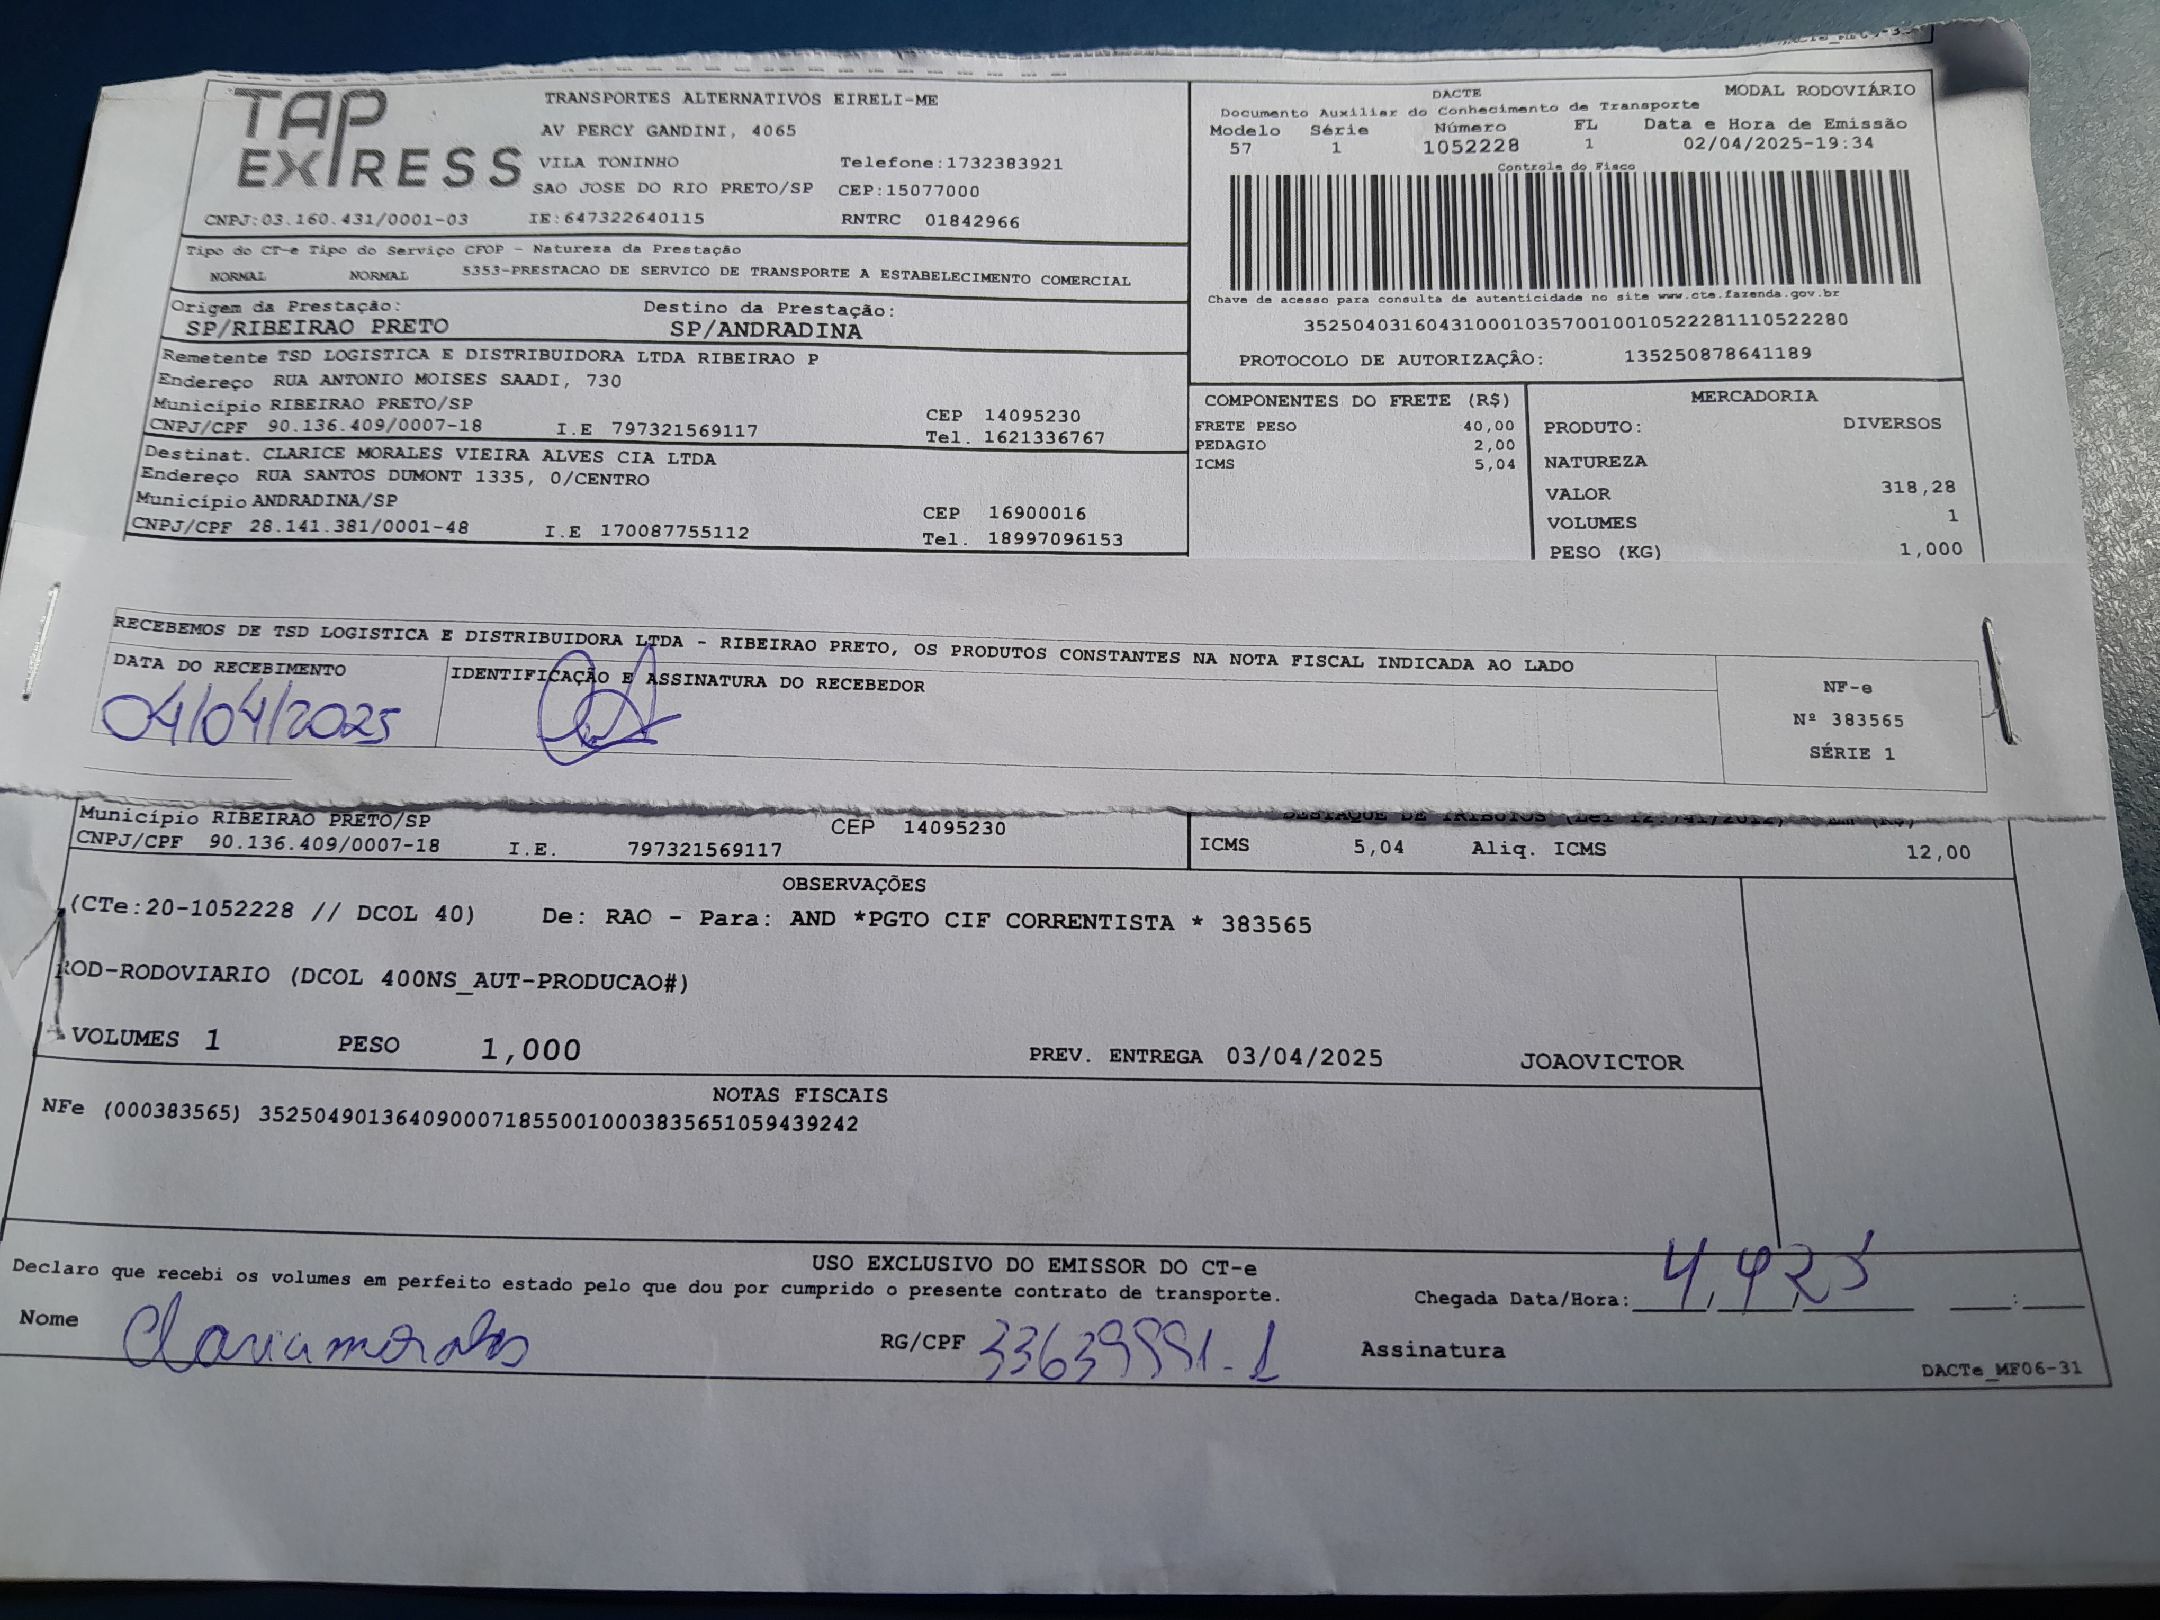 TAP EXPRESS
TRANSPORTES ALTERNATIVOS EIRELI-ME
AV PERCY GANDINI, 4065
VILA TONINHO Telefone:1732383921
SAO JOSE DO RIO PRETO/SP CEP:15077000
CNPJ:03.160.431/0001-03 IE:647322640115 RNTRC 01842966
DACTE MODAL RODOVIÁRIO
Documento Auxiliar do Conhecimento de Transporte
Modelo Série Número FL Data e Hora de Emissão
57 1 1052228 1 02/04/2025-19:34
Controle do Fisco
Chave de acesso para consulta de autenticidade no site www.cte.fazenda.gov.br
35250403160431000103570010010522281110522280
PROTOCOLO DE AUTORIZAÇÃO: 135250878641189
Tipo do CT-e Tipo do Serviço CFOP - Natureza da Prestação
NORMAL NORMAL 5353-PRESTACAO DE SERVICO DE TRANSPORTE A ESTABELECIMENTO COMERCIAL
Origem da Prestação: Destino da Prestação:
SP/RIBEIRAO PRETO SP/ANDRADINA
Remetente TSD LOGISTICA E DISTRIBUIDORA LTDA RIBEIRAO P
Endereço RUA ANTONIO MOISES SAADI, 730
Município RIBEIRAO PRETO/SP CEP 14095230
CNPJ/CPF 90.136.409/0007-18 I.E 797321569117 Tel. 1621336767
Destinat. CLARICE MORALES VIEIRA ALVES CIA LTDA
Endereço RUA SANTOS DUMONT 1335, 0/CENTRO
Município ANDRADINA/SP CEP 16900016
CNPJ/CPF 28.141.381/0001-48 I.E 170087755112 Tel. 18997096153
COMPONENTES DO FRETE (R$)
FRETE PESO 40,00
PEDAGIO 2,00
ICMS 5,04
MERCADORIA
PRODUTO: DIVERSOS
NATUREZA
VALOR 318,28
VOLUMES 1
PESO (KG) 1,000
RECEBEMOS DE TSD LOGISTICA E DISTRIBUIDORA LTDA - RIBEIRAO PRETO, OS PRODUTOS CONSTANTES NA NOTA FISCAL INDICADA AO LADO
DATA DO RECEBIMENTO IDENTIFICAÇÃO E ASSINATURA DO RECEBEDOR
04/04/2025
NF-e
Nº 383565
SÉRIE 1
Município RIBEIRAO PRETO/SP CEP 14095230
CNPJ/CPF 90.136.409/0007-18 I.E. 797321569117
ICMS 5,04 Aliq. ICMS 12,00
OBSERVAÇÕES
(CTe:20-1052228 // DCOL 40) De: RAO - Para: AND *PGTO CIF CORRENTISTA * 383565
ROD-RODOVIARIO (DCOL 400NS_AUT-PRODUCAO#)
VOLUMES 1 PESO 1,000 PREV. ENTREGA 03/04/2025 JOAOVICTOR
NOTAS FISCAIS
NFe (000383565) 35250490136409000718550010003835651059439242
USO EXCLUSIVO DO EMISSOR DO CT-e
Declaro que recebi os volumes em perfeito estado pelo que dou por cumprido o presente contrato de transporte.
Chegada Data/Hora: 4, 4, 25 :
Nome RG/CPF Assinatura
DACTe_MF06-31